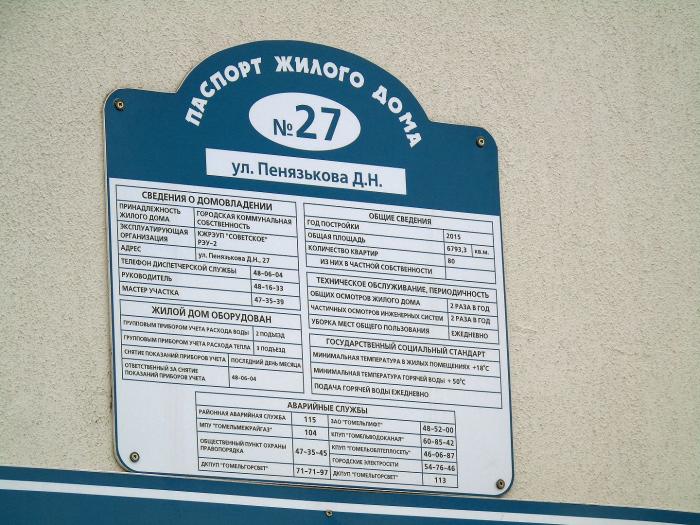 ПАСПОРТ ЖИЛОГО ДОМА
№27
ул. Пенязькова Д.Н.
СВЕДЕНИЯ О ДОМОВЛАДЕНИИ
ПРИНАДЛЕЖНОСТЬ
ЖИЛОГО ДОМА
ГОРОДСКАЯ КОММУНАЛЬНАЯ
СОБСТВЕННОСТЬ
ЭКСПЛУАТИРУЮЩАЯ
ОРГАНИЗАЦИЯ
КЖРЭУП "СОВЕТСКОЕ"
РЭУ-2
АДРЕС ул. Пенязькова Д.Н., 27
ТЕЛЕФОН ДИСПЕТЧЕРСКОЙ СЛУЖБЫ 48-06-04
РУКОВОДИТЕЛЬ 48-16-33
МАСТЕР УЧАСТКА 47-35-39
ЖИЛОЙ ДОМ ОБОРУДОВАН
ГРУППОВЫМ ПРИБОРОМ УЧЕТА РАСХОДА ВОДЫ 2 ПОДЪЕЗД
ГРУППОВЫМ ПРИБОРОМ УЧЕТА РАСХОДА ТЕПЛА 3 ПОДЪЕЗД
СНЯТИЕ ПОКАЗАНИЙ ПРИБОРОВ УЧЕТА ПОСЛЕДНИЙ ДЕНЬ МЕСЯЦА
ОТВЕТСТВЕННЫЙ ЗА СНЯТИЕ
ПОКАЗАНИЙ ПРИБОРОВ УЧЕТА 48-06-04
ОБЩИЕ СВЕДЕНИЯ
ГОД ПОСТРОЙКИ 2015
ОБЩАЯ ПЛОЩАДЬ 6793,3 кв.м.
КОЛИЧЕСТВО КВАРТИР 80
ИЗ НИХ В ЧАСТНОЙ СОБСТВЕННОСТИ
ТЕХНИЧЕСКОЕ ОБСЛУЖИВАНИЕ, ПЕРИОДИЧНОСТЬ
ОБЩИХ ОСМОТРОВ ЖИЛОГО ДОМА 2 РАЗА В ГОД
ЧАСТИЧНЫХ ОСМОТРОВ ИНЖЕНЕРНЫХ СИСТЕМ 2 РАЗА В ГОД
УБОРКА МЕСТ ОБЩЕГО ПОЛЬЗОВАНИЯ ЕЖЕДНЕВНО
ГОСУДАРСТВЕННЫЙ СОЦИАЛЬНЫЙ СТАНДАРТ
МИНИМАЛЬНАЯ ТЕМПЕРАТУРА В ЖИЛЫХ ПОМЕЩЕНИЯХ +18°C
МИНИМАЛЬНАЯ ТЕМПЕРАТУРА ГОРЯЧЕЙ ВОДЫ + 50°C
ПОДАЧА ГОРЯЧЕЙ ВОДЫ ЕЖЕДНЕВНО
АВАРИЙНЫЕ СЛУЖБЫ
РАЙОННАЯ АВАРИЙНАЯ СЛУЖБА 115
МПУ "ГОМЕЛЬМЕЖРАЙГАЗ" 104
ОБЩЕСТВЕННЫЙ ПУНКТ ОХРАНЫ
ПРАВОПОРЯДКА 47-35-45
ДКПУП "ГОМЕЛЬГОРСВЕТ" 71-71-97
ЗАО "ГОМЕЛЬЛИФТ" 48-52-00
КПУП "ГОМЕЛЬВОДОКАНАЛ" 60-85-42
КПУП "ГОМЕЛЬОБЛТЕПЛОСЕТЬ" 46-06-87
ГОРОДСКИЕ ЭЛЕКТРОСЕТИ 54-76-46
ДКПУП "ГОМЕЛЬГОРСВЕТ" 113